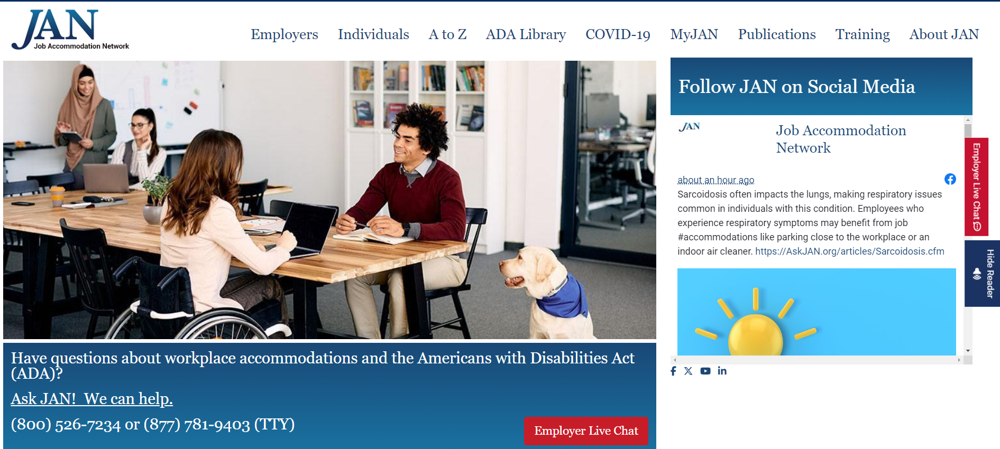 JAN
Job Accommodation Network
Employers Individuals A to Z ADA Library COVID-19 MyJAN Publications Training About JAN
Follow JAN on Social Media
JAN
Job Accommodation
Network
about an hour ago
Sarcoidosis often impacts the lungs, making respiratory issues
common in individuals with this condition. Employees who
experience respiratory symptoms may benefit from job
#accommodations like parking close to the workplace or an
indoor air cleaner. https://AskJAN.org/articles/Sarcoidosis.cfm
Employer Live Chat
Hide Reader
Have questions about workplace accommodations and the Americans with Disabilities Act
(ADA)?
Ask JAN! We can help.
(800) 526-7234 or (877) 781-9403 (TTY)
Employer Live Chat